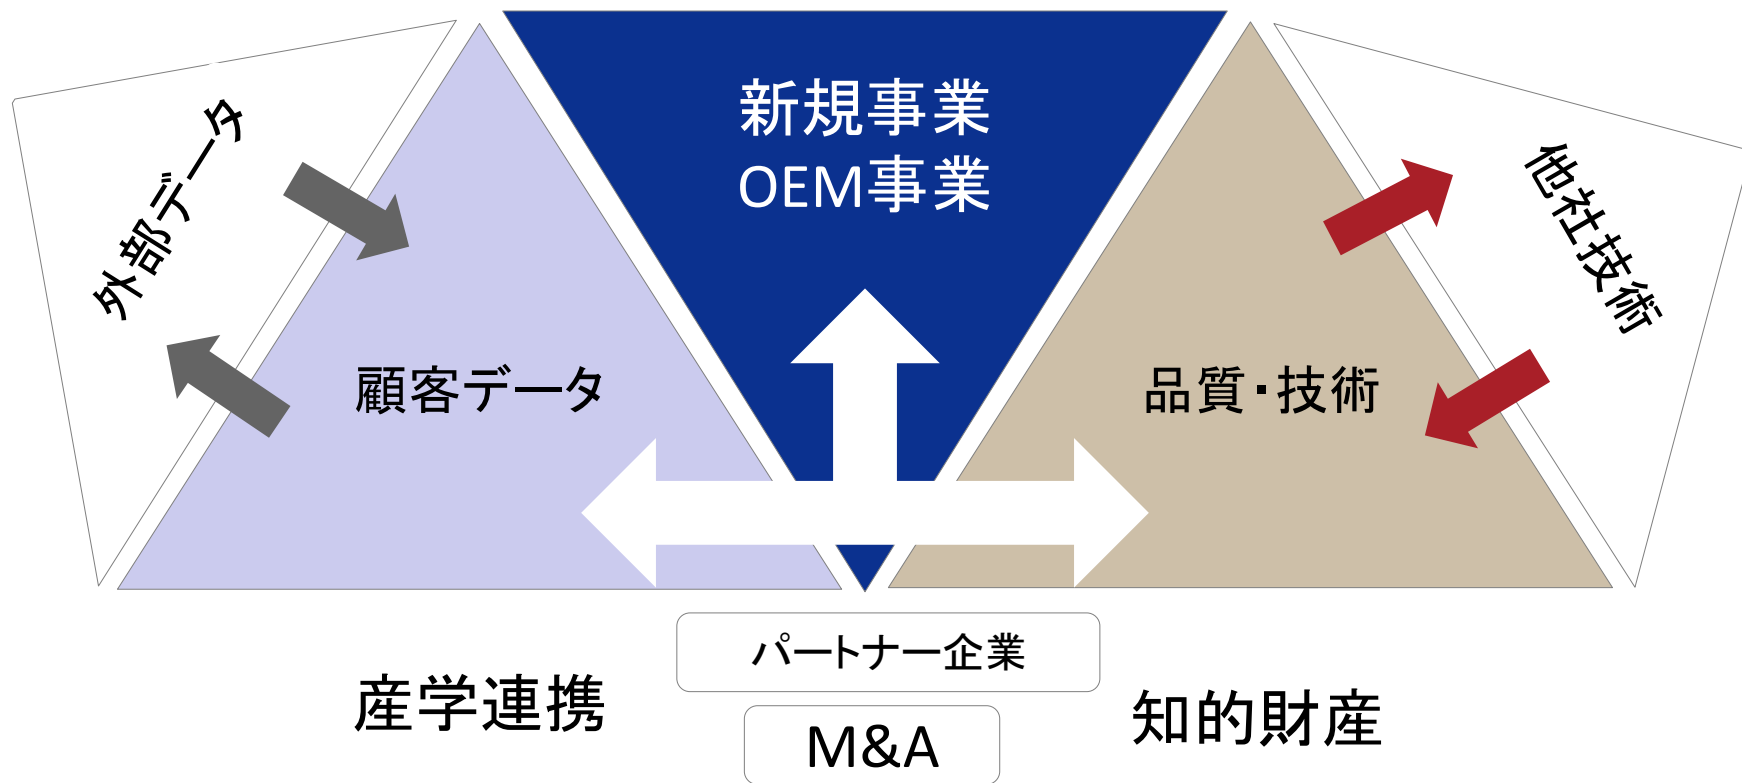 新規事業
OEM事業
外部データ
他社技術
顧客データ
品質・技術
パートナー企業
産学連携
知的財産
M&A